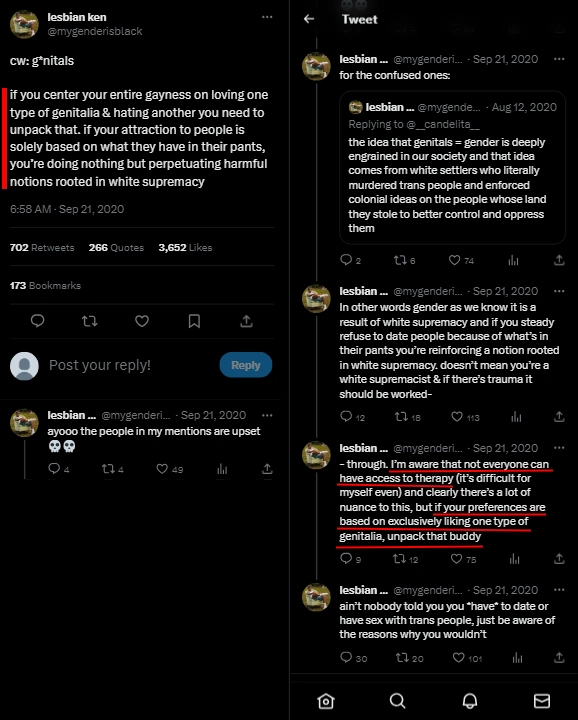 lesbian ken
@mygenderisblack
cw: g*nitals
if you center your entire gayness on loving one
type of genitalia & hating another you need to
unpack that. if your attraction to people is
solely based on what they have in their pants,
you're doing nothing but perpetuating harmful
notions rooted in white supremacy
6:58 AM · Sep 21, 2020
702 Retweets 266 Quotes 3,652 Likes
173 Bookmarks
Post your reply!
Reply
lesbian ... @mygenderi... · Sep 21, 2020
ayooo the people in my mentions are upset
💀💀
4 4 49
Tweet
lesbian ... @mygenderi... · Sep 21, 2020
for the confused ones:
lesbian ... @mygende... · Aug 12, 2020
Replying to @__candelita__
the idea that genitals = gender is deeply
engrained in our society and that idea
comes from white settlers who literally
murdered trans people and enforced
colonial ideas on the people whose land
they stole to better control and oppress
them
2 6 74
lesbian ... @mygenderi... · Sep 21, 2020
In other words gender as we know it is a
result of white supremacy and if you steady
refuse to date people because of what's in
their pants you're reinforcing a notion rooted
in white supremacy. doesn't mean you're a
white supremacist & if there's trauma it
should be worked-
12 18 113
lesbian ... @mygenderi... · Sep 21, 2020
- through. I'm aware that not everyone can
have access to therapy (it's difficult for
myself even) and clearly there's a lot of
nuance to this, but if your preferences are
based on exclusively liking one type of
genitalia, unpack that buddy
9 12 75
lesbian ... @mygenderi... · Sep 21, 2020
ain't nobody told you you *have* to date or
have sex with trans people, just be aware of
the reasons why you wouldn't
30 20 101